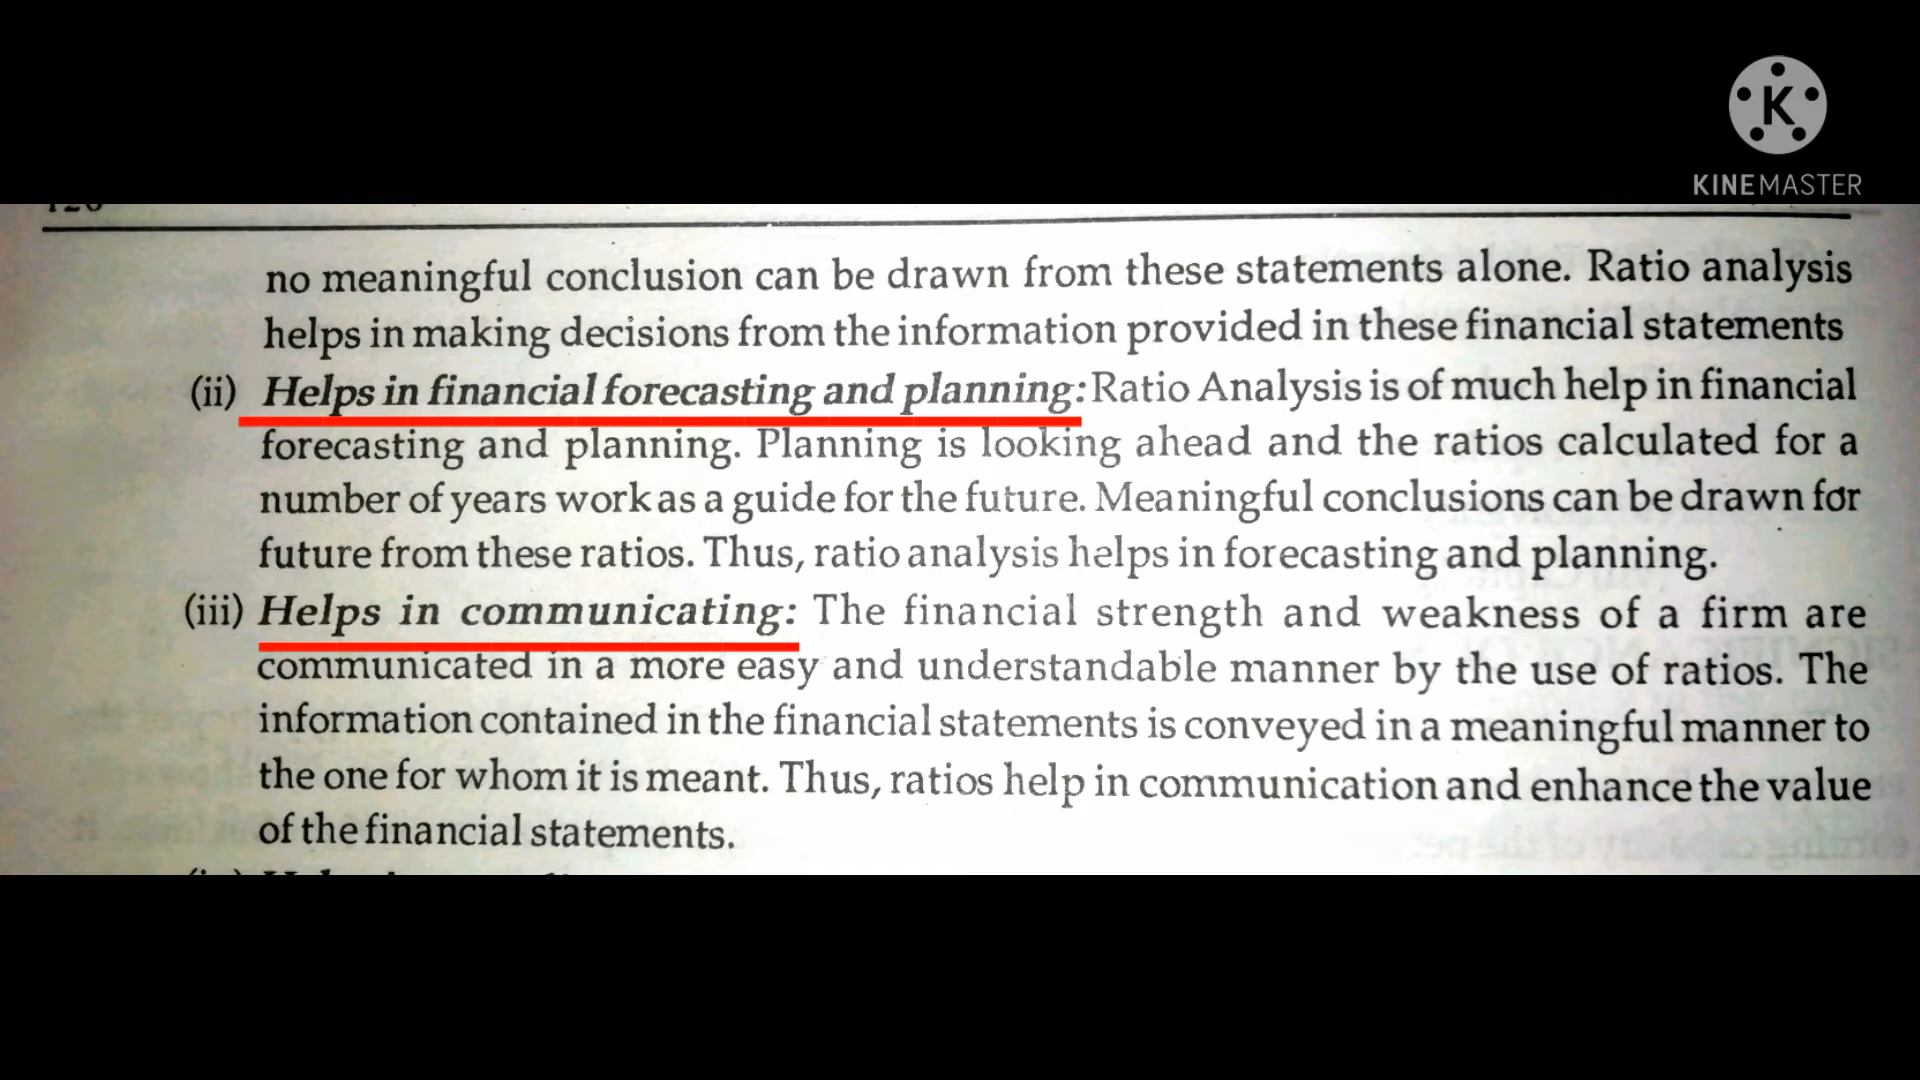 K
KINEMASTER
no meaningful conclusion can be drawn from these statements alone. Ratio analysis
helps in making decisions from the information provided in these financial statements
(ii) Helps in financial forecasting and planning: Ratio Analysis is of much help in financial
forecasting and planning. Planning is looking ahead and the ratios calculated for a
number of years work as a guide for the future. Meaningful conclusions can be drawn for
future from these ratios. Thus, ratio analysis helps in forecasting and planning.
(iii) Helps in communicating: The financial strength and weakness of a firm are
communicated in a more easy and understandable manner by the use of ratios. The
information contained in the financial statements is conveyed in a meaningful manner to
the one for whom it is meant. Thus, ratios help in communication and enhance the value
of the financial statements.